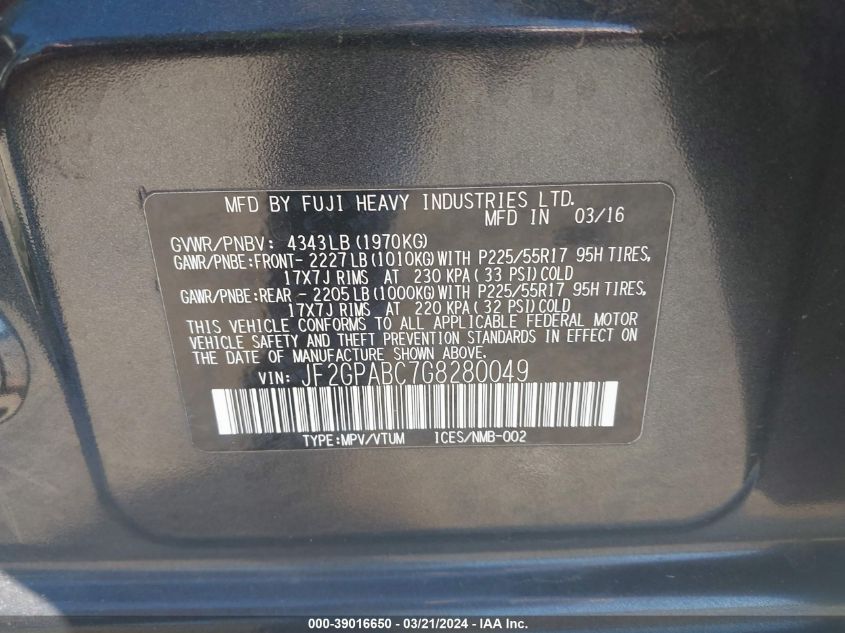 MFD BY FUJI HEAVY INDUSTRIES LTD.
MFD IN 03/16
GVWR/PNBV: 4343LB (1970KG)
GAWR/PNBE:FRONT- 2227 LB (1010KG) WITH P225/55R17 95H TIRES,
17X7J RIMS AT 230 KPA ( 33 PSI) COLD
GAWR/PNBE:REAR - 2205 LB (1000KG) WITH P225/55R17 95H TIRES,
17X7J RIMS AT 220 KPA ( 32 PSI) COLD
THIS VEHICLE CONFORMS TO ALL APPLICABLE FEDERAL MOTOR
VEHICLE SAFETY AND THEFT PREVENTION STANDARDS IN EFFECT ON
THE DATE OF MANUFACTURE SHOWN ABOVE.
VIN: JF2GPABC7G8280049
TYPE:MPV/VTUM ICES/NMB-002
000-39016650 - 03/21/2024 - IAA Inc.